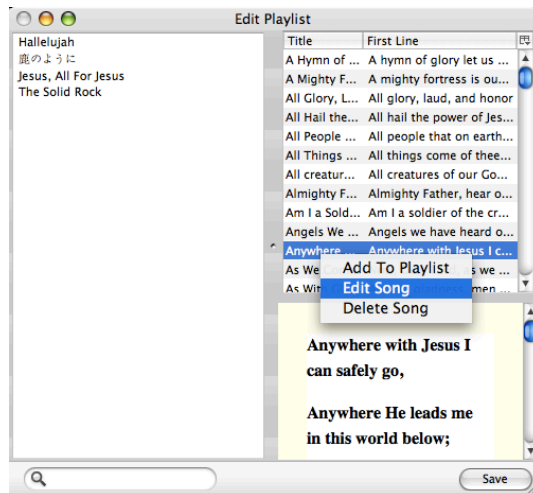 Edit Playlist
Hallelujah
鹿のように
Jesus, All For Jesus
The Solid Rock
Title First Line
A Hymn of ... A hymn of glory let us ...
A Mighty F... A mighty fortress is ou...
All Glory, L... All glory, laud, and honor
All Hail the... All hail the power of Jes...
All People ... All people that on earth...
All Things ... All things come of thee...
All creatur... All creatures of our Go...
Almighty F... Almighty Father, hear o...
Am I a Sold... Am I a soldier of the cr...
Angels We ... Angels we have heard o...
Anywhere ... Anywhere with Jesus I c...
As We s we ...
As With men ...
Add To Playlist
Edit Song
Delete Song
Anywhere with Jesus I
can safely go,
Anywhere He leads me
in this world below;
Save